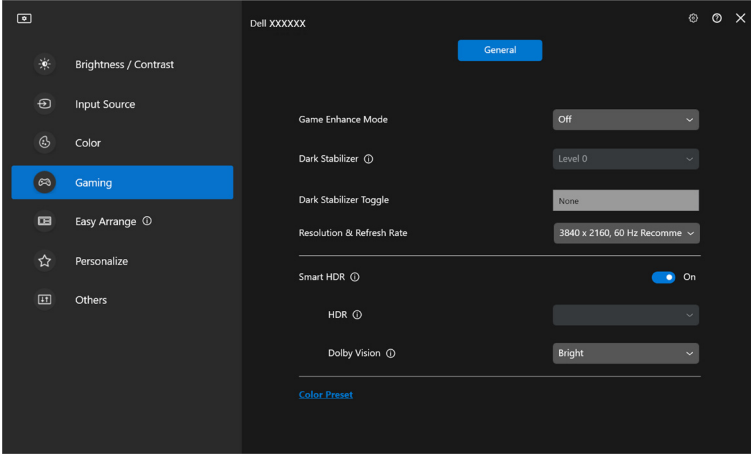 Dell XXXXXX
General
Brightness / Contrast
Input Source
Color
Gaming
Easy Arrange
Personalize
Others
Game Enhance Mode
Off
Dark Stabilizer
Level 0
Dark Stabilizer Toggle
None
Resolution & Refresh Rate
3840 x 2160, 60 Hz Recomme
Smart HDR
On
HDR
Dolby Vision
Bright
Color Preset